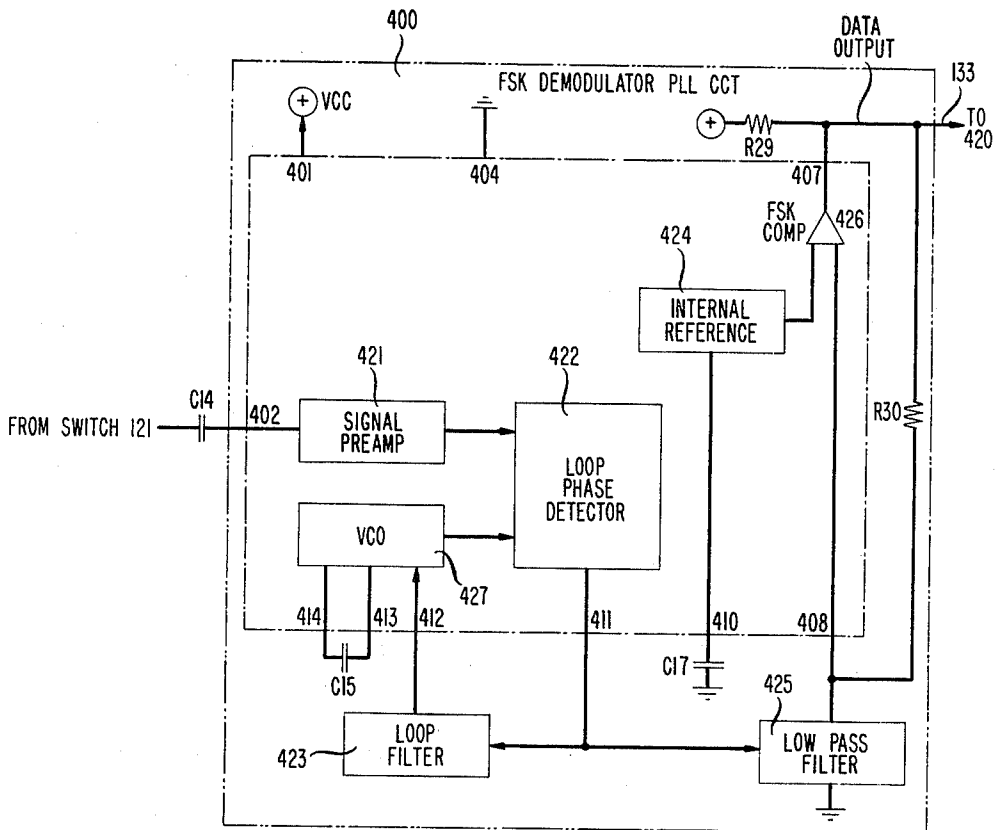 400
DATA
OUTPUT
FSK DEMODULATOR PLL CCT
133
TO
420
VCC
R29
401
404
407
FSK
COMP
426
424
INTERNAL
REFERENCE
421
422
C14
402
FROM SWITCH 121
SIGNAL
PREAMP
R30
LOOP
PHASE
DETECTOR
VCO
427
414
413
412
411
410
408
C15
C17
425
423
LOOP
FILTER
LOW PASS
FILTER